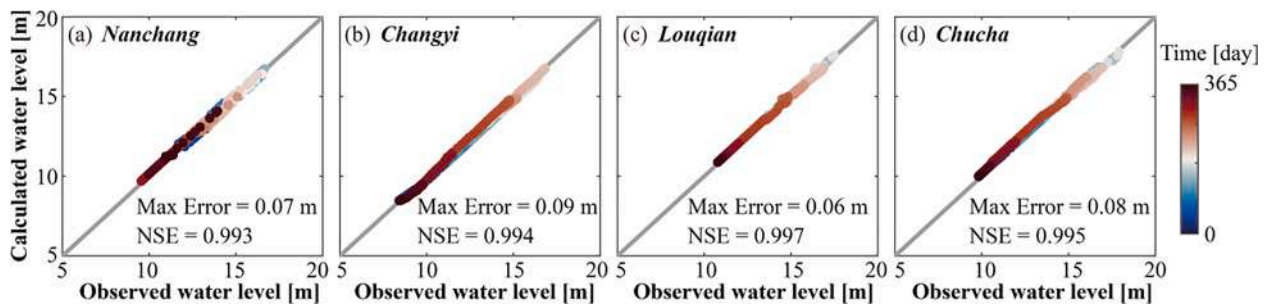 Calculated water level [m]
20
15
10
5
(a) Nanchang
Max Error = 0.07 m
NSE = 0.993
5 10 15 20
Observed water level [m]
(b) Changyi
Max Error = 0.09 m
NSE = 0.994
5 10 15 20
Observed water level [m]
(c) Louqian
Max Error = 0.06 m
NSE = 0.997
5 10 15 20
Observed water level [m]
(d) Chucha
Max Error = 0.08 m
NSE = 0.995
5 10 15 20
Observed water level [m]
Time [day]
365
0